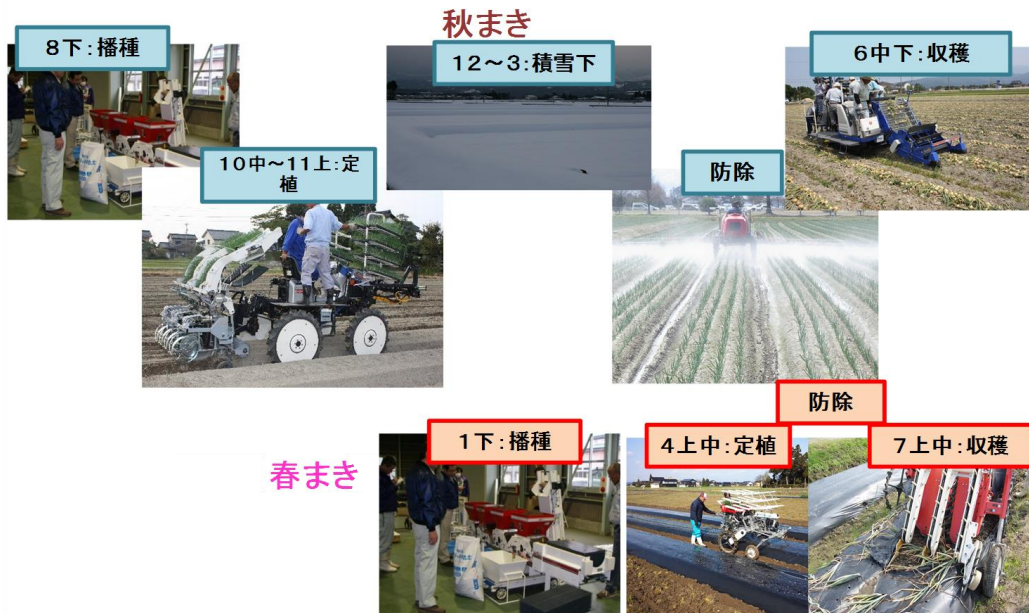 秋まき
8下:播種
10中～11上:定
植
12～3:積雪下
防除
6中下:収穫
春まき
1下:播種
4上中:定植
防除
7上中:収穫